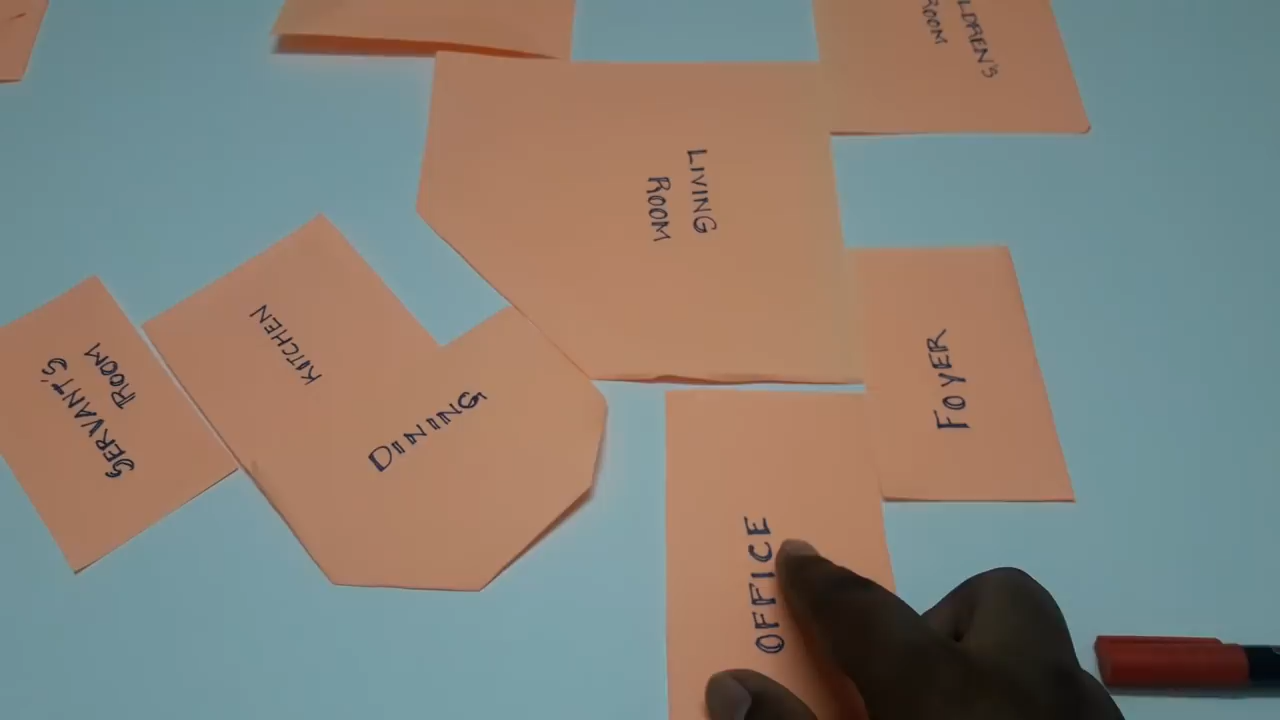 LIVING
ROOM
KITCHEN
DINING
SERVANT'S
ROOM
FOYER
OFFICE
ROOM